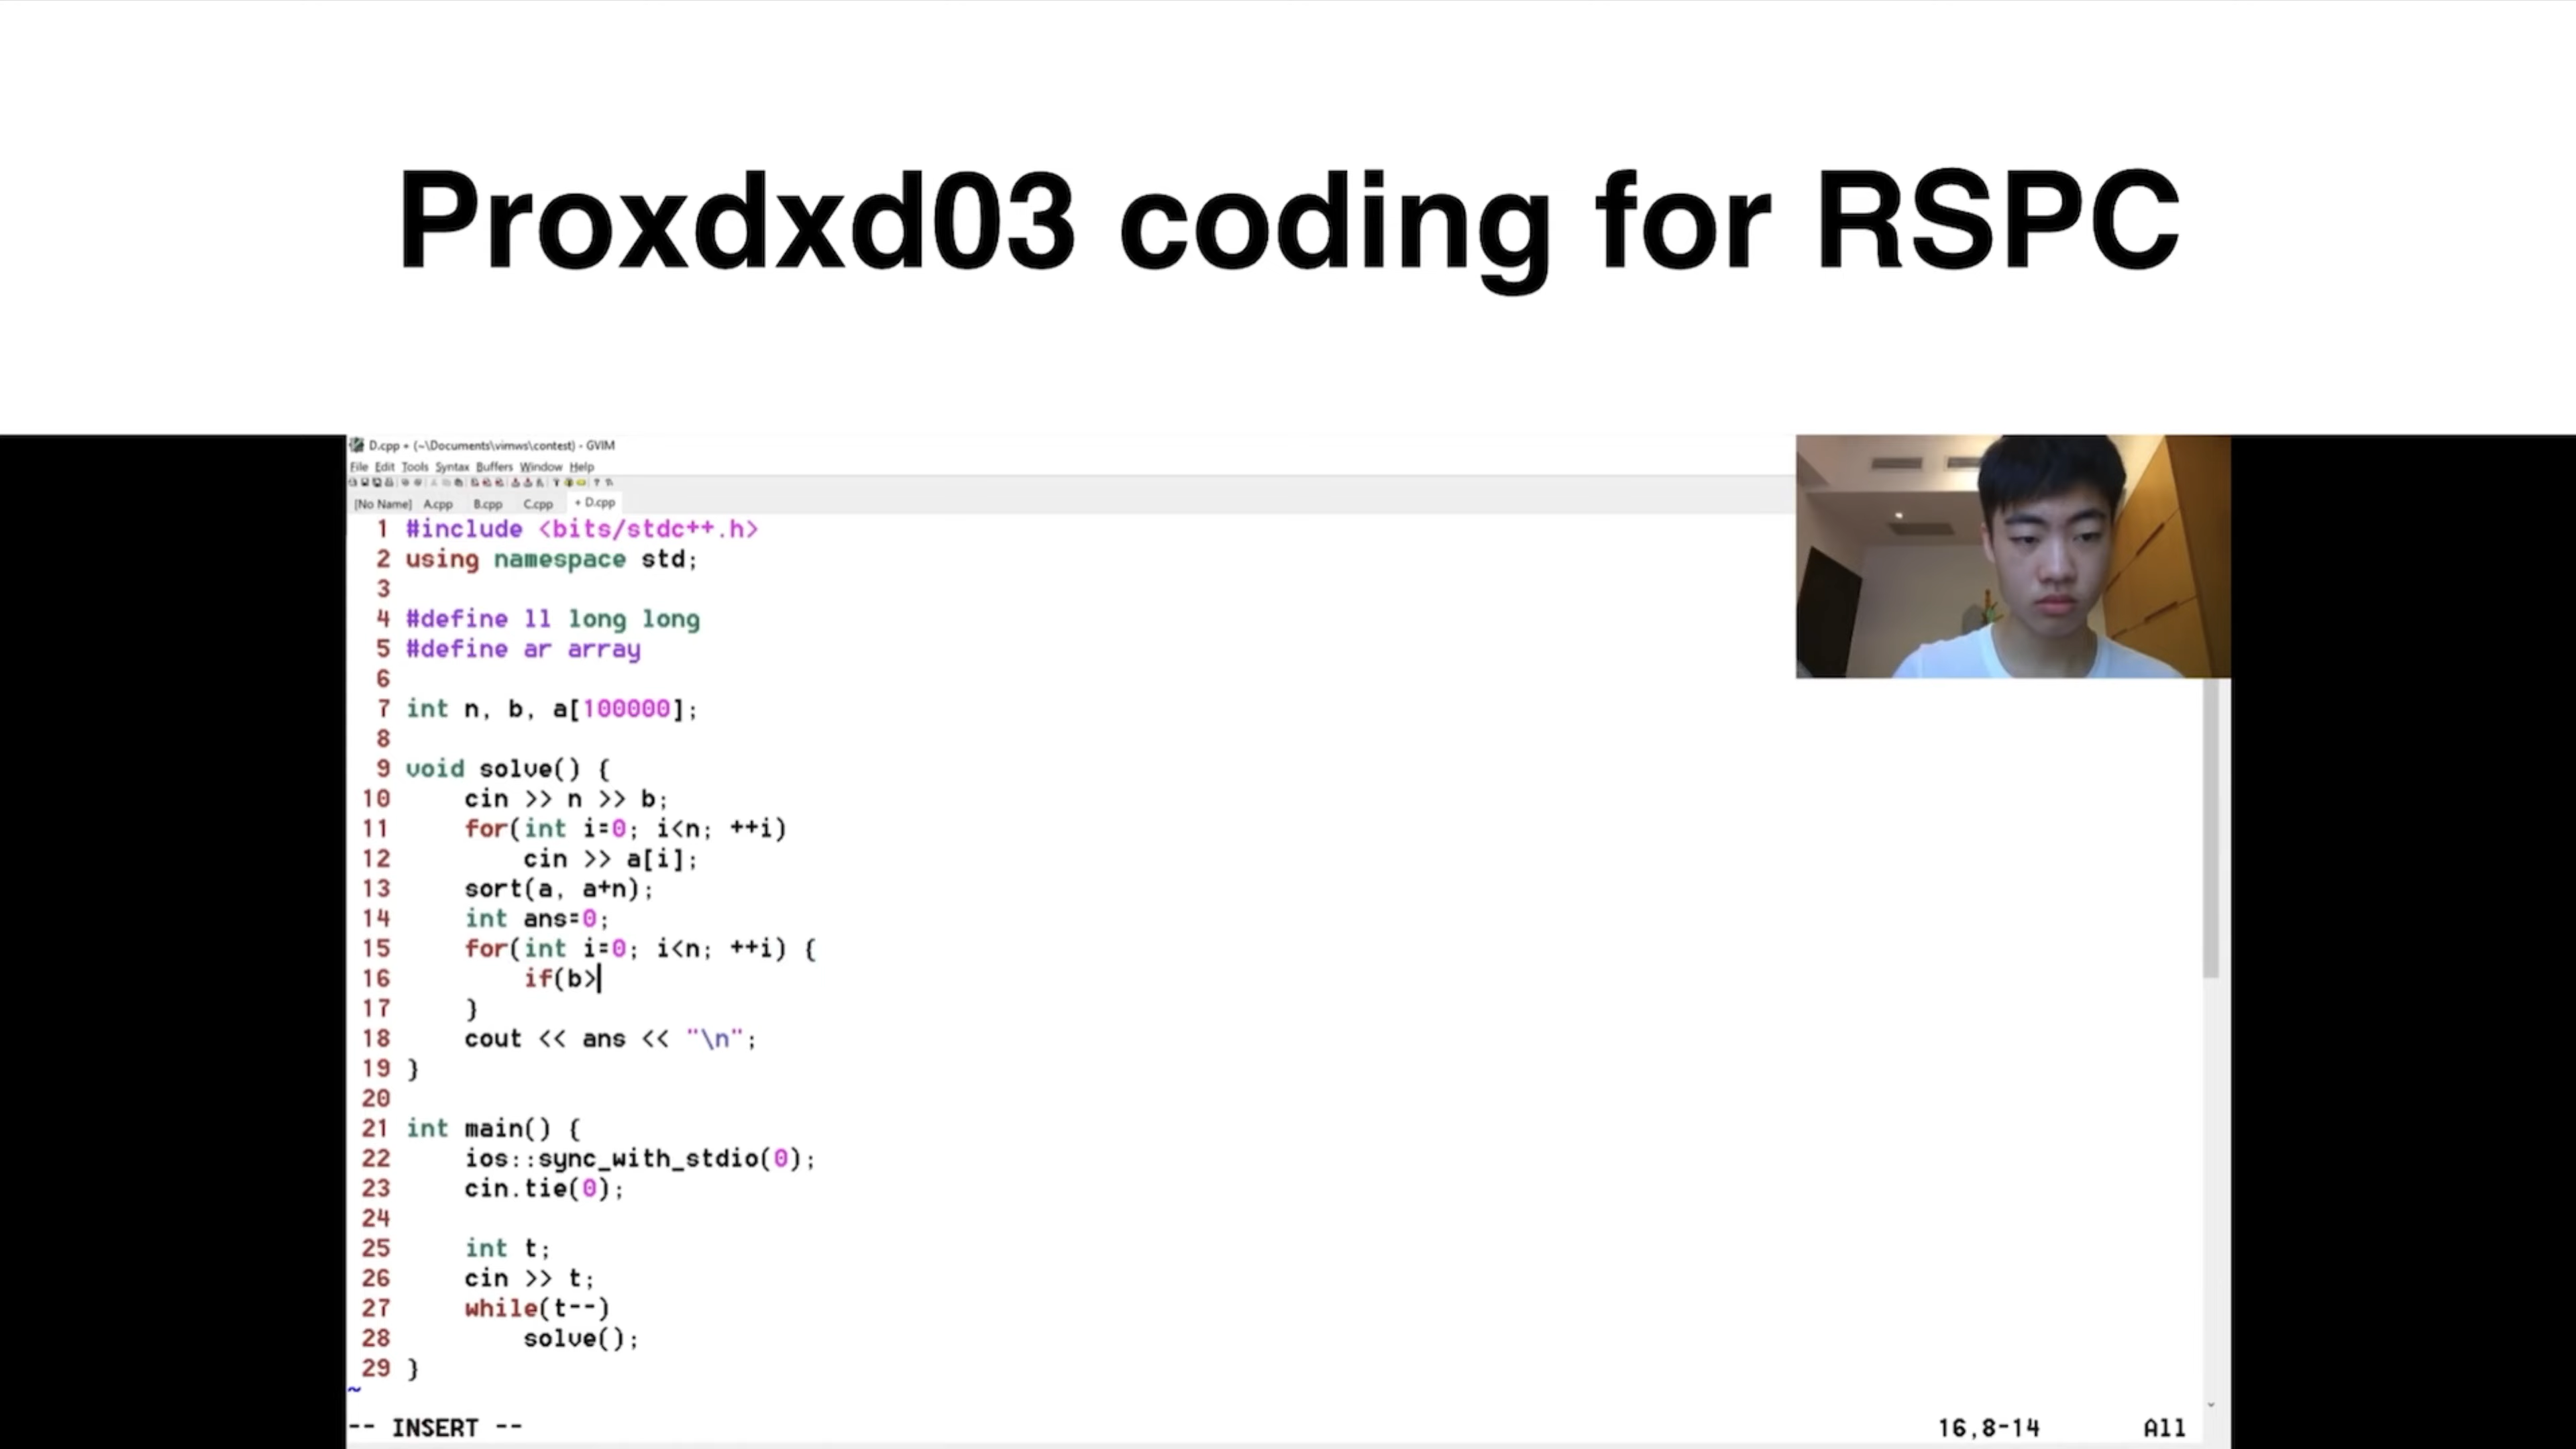 Proxdxd03 coding for RSPC
D.cpp + (~\Documents\vimws\contest) - GVIM
File Edit Tools Syntax Buffers Window Help
[No Name] A.cpp B.cpp C.cpp + D.cpp
1 #include <bits/stdc++.h>
2 using namespace std;
3
4 #define ll long long
5 #define ar array
6
7 int n, b, a[100000];
8
9 void solve() {
10     cin >> n >> b;
11     for(int i=0; i<n; ++i)
12         cin >> a[i];
13     sort(a, a+n);
14     int ans=0;
15     for(int i=0; i<n; ++i) {
16         if(b>
17     }
18     cout << ans << "\n";
19 }
20
21 int main() {
22     ios::sync_with_stdio(0);
23     cin.tie(0);
24
25     int t;
26     cin >> t;
27     while(t--)
28         solve();
29 }
~
-- INSERT -- 16,8-14 All